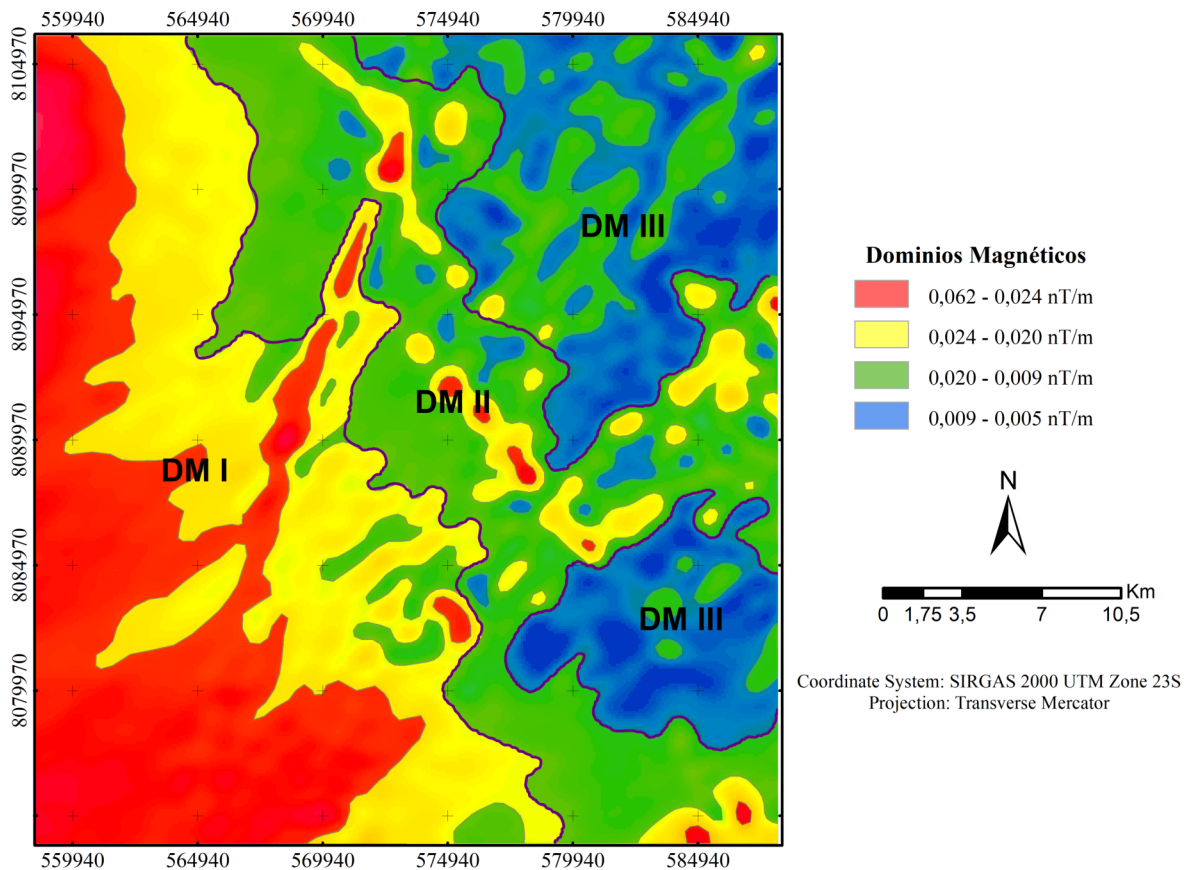 559940 564940 569940 574940 579940 584940
8104970
8099970
8094970
8089970
8084970
8079970
DM III
DM II
DM I
DM III
559940 564940 569940 574940 579940 584940
Dominios Magnéticos
0,062 - 0,024 nT/m
0,024 - 0,020 nT/m
0,020 - 0,009 nT/m
0,009 - 0,005 nT/m
N
Km
0 1,75 3,5 7 10,5
Coordinate System: SIRGAS 2000 UTM Zone 23S
Projection: Transverse Mercator